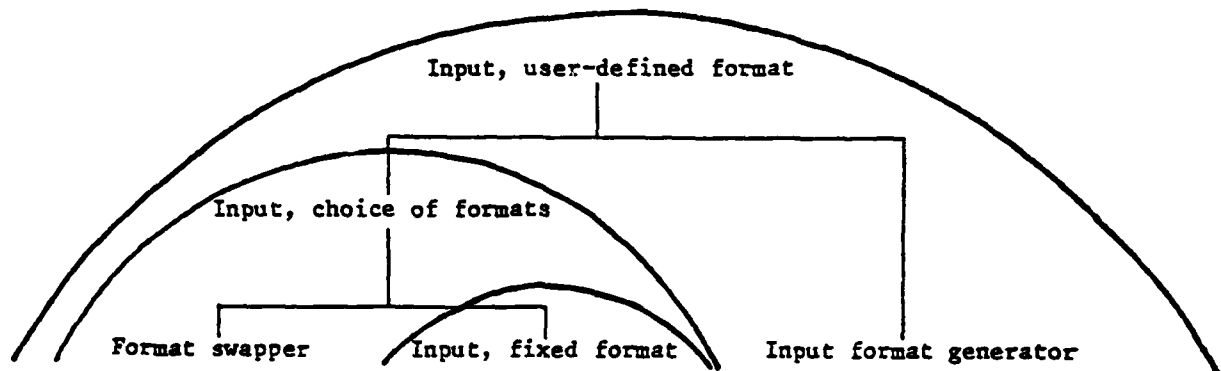 Input, user-defined format
Input, choice of formats
Format swapper
Input, fixed format
Input format generator